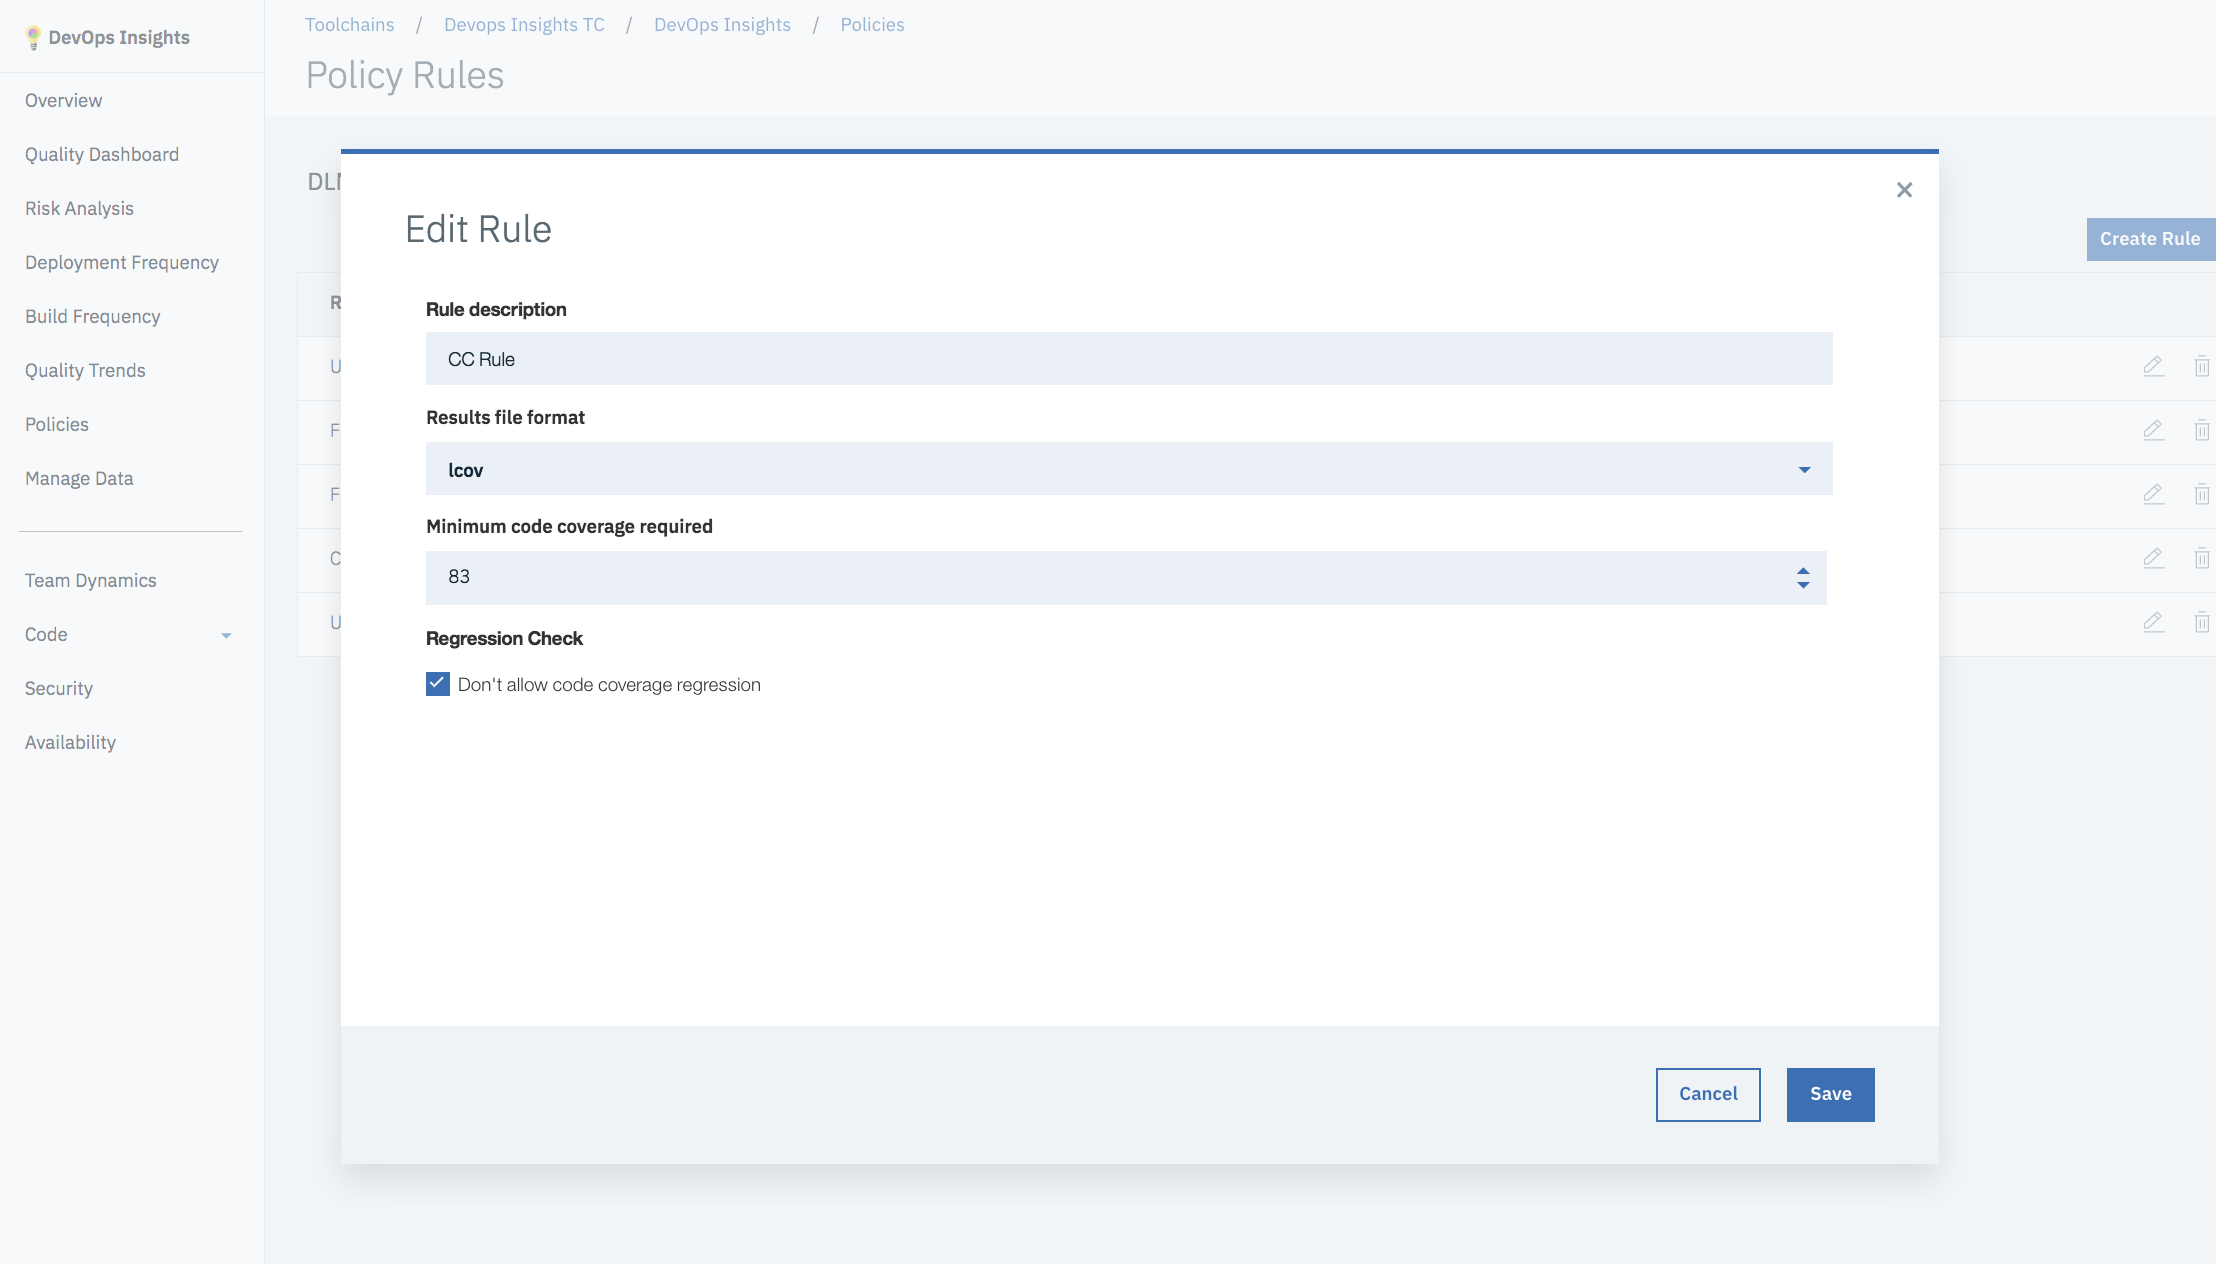 DevOps Insights
Overview
Quality Dashboard
Risk Analysis
Deployment Frequency
Build Frequency
Quality Trends
Policies
Manage Data
Team Dynamics
Code
Security
Availability
Toolchains / Devops Insights TC / DevOps Insights / Policies
Policy Rules
Create Rule
R
U
F
F
C
U
Edit Rule
Rule description
CC Rule
Results file format
lcov
Minimum code coverage required
83
Regression Check
Don't allow code coverage regression
Cancel
Save